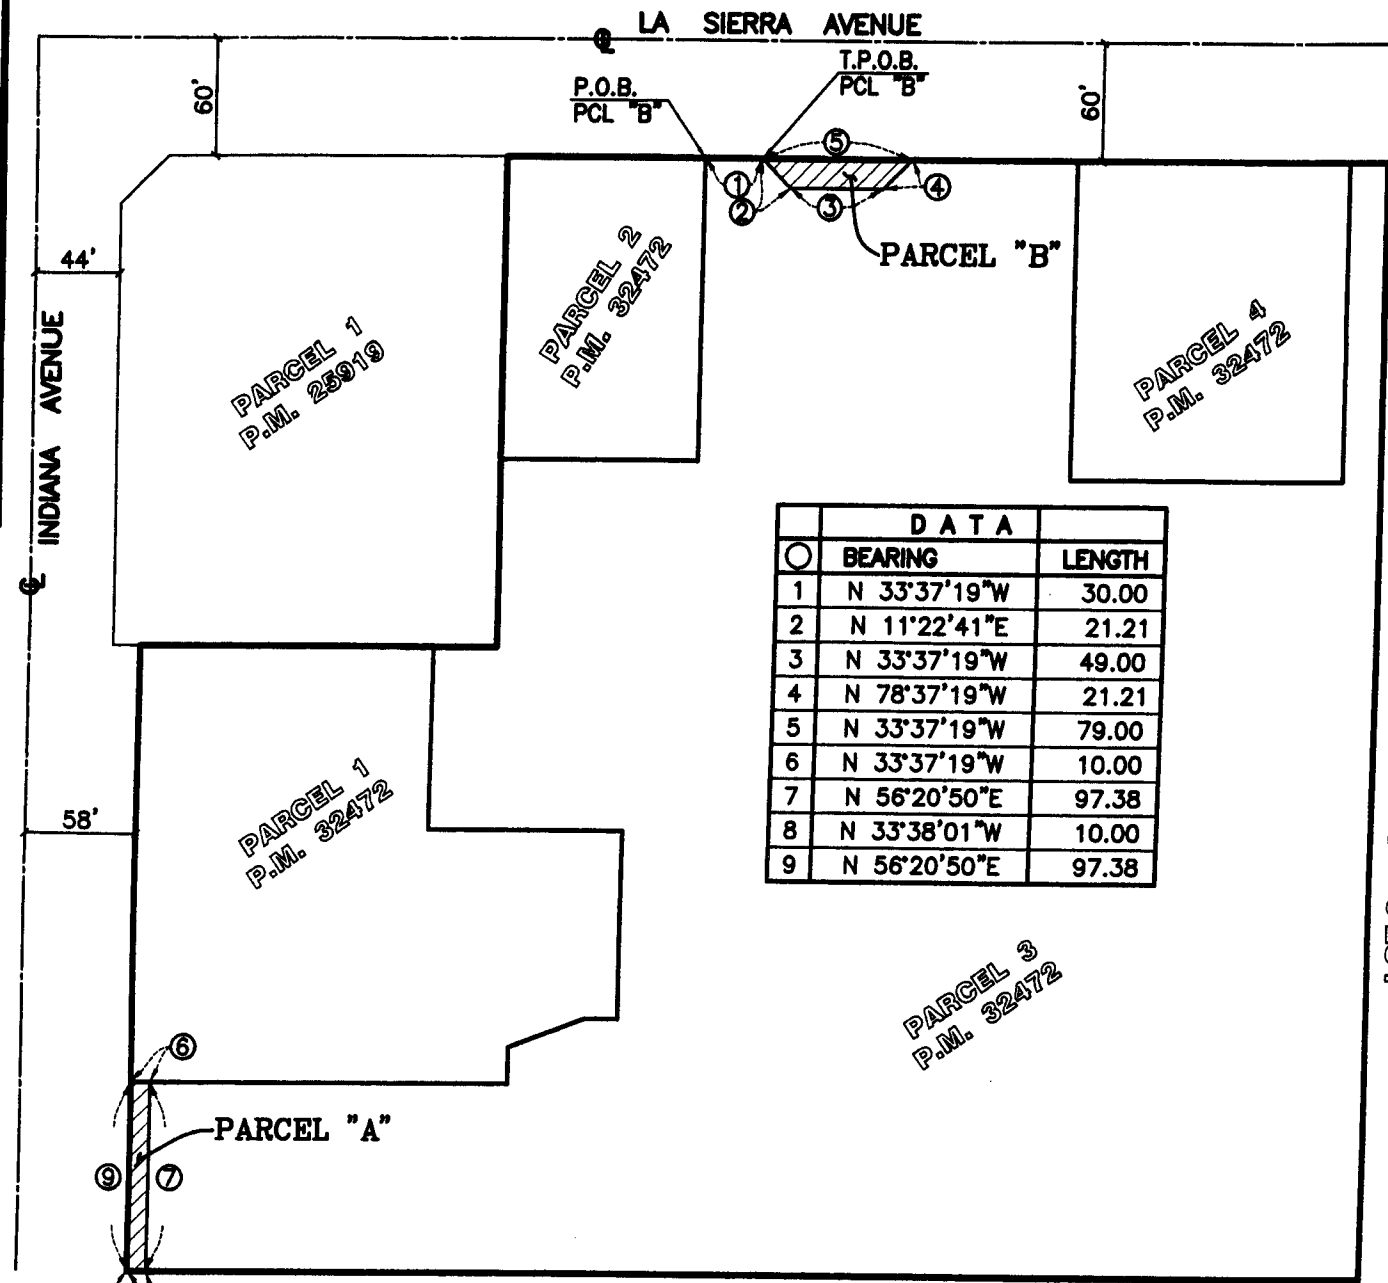 LA SIERRA AVENUE
℄
60'
P.O.B.
PCL "B"
T.P.O.B.
PCL "B"
60'
5
1
2
3
4
PARCEL "B"
44'
INDIANA AVENUE
℄
PARCEL 1
P.M. 25919
PARCEL 2
P.M. 32472
PARCEL 4
P.M. 32472
DATA
BEARING LENGTH
1 N 33°37'19"W 30.00
2 N 11°22'41"E 21.21
3 N 33°37'19"W 49.00
4 N 78°37'19"W 21.21
5 N 33°37'19"W 79.00
6 N 33°37'19"W 10.00
7 N 56°20'50"E 97.38
8 N 33°38'01"W 10.00
9 N 56°20'50"E 97.38
58'
PARCEL 1
P.M. 32472
PARCEL 3
P.M. 32472
6
PARCEL "A"
9
7